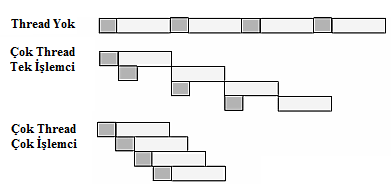 Thread Yok
Çok Thread
Tek İşlemci
Çok Thread
Çok İşlemci